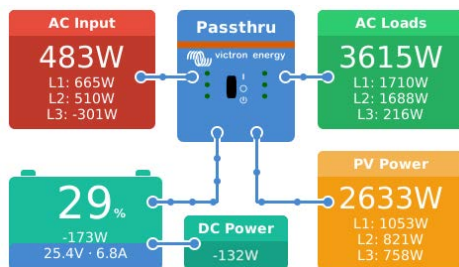 AC Input
483W
L1: 665W
L2: 510W
L3: -301W
Passthru
victron energy
I
AC Loads
3615W
L1: 1710W
L2: 1688W
L3: 216W
29%
-173W
25.4V · 6.8A
DC Power
-132W
PV Power
2633W
L1: 1053W
L2: 821W
L3: 758W